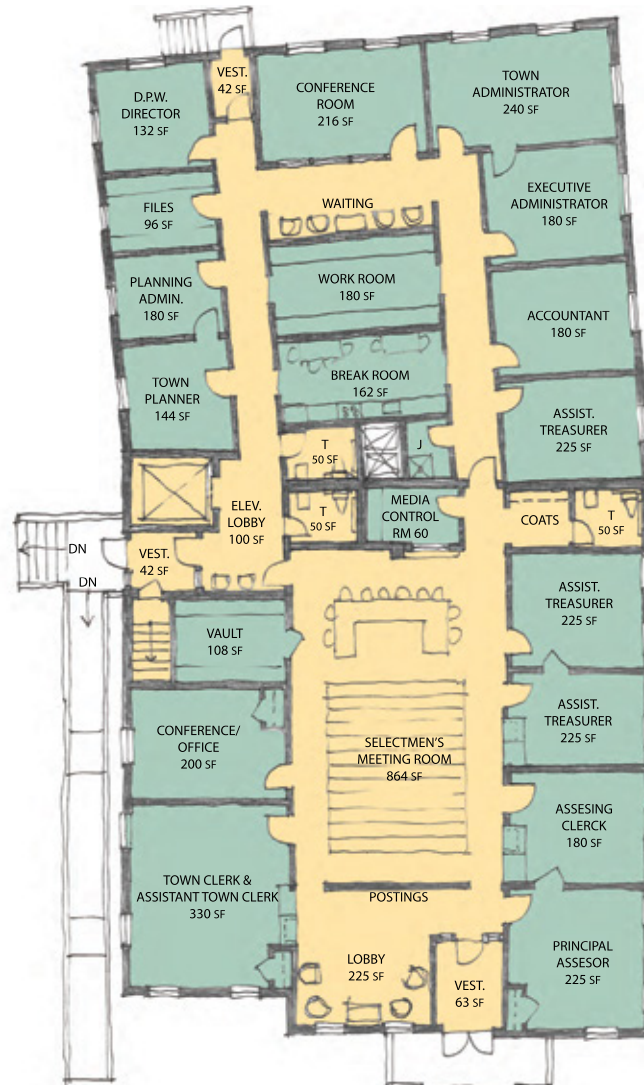 VEST.
42 SF
D.P.W.
DIRECTOR
132 SF
CONFERENCE
ROOM
216 SF
TOWN
ADMINISTRATOR
240 SF
FILES
96 SF
WAITING
EXECUTIVE
ADMINISTRATOR
180 SF
PLANNING
ADMIN.
180 SF
WORK ROOM
180 SF
ACCOUNTANT
180 SF
TOWN
PLANNER
144 SF
BREAK ROOM
162 SF
ASSIST.
TREASURER
225 SF
T
50 SF
J
ELEV.
LOBBY
100 SF
T
50 SF
MEDIA
CONTROL
RM 60
COATS
T
50 SF
DN
DN
VEST.
42 SF
VAULT
108 SF
ASSIST.
TREASURER
225 SF
CONFERENCE/
OFFICE
200 SF
SELECTMEN'S
MEETING ROOM
864 SF
ASSIST.
TREASURER
225 SF
ASSESING
CLERCK
180 SF
TOWN CLERK &
ASSISTANT TOWN CLERK
330 SF
POSTINGS
LOBBY
225 SF
VEST.
63 SF
PRINCIPAL
ASSESOR
225 SF